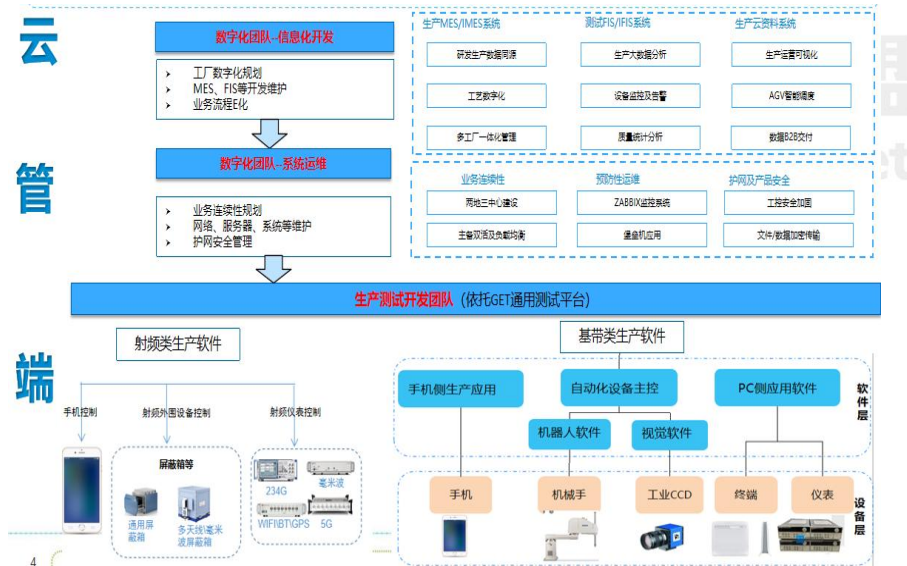 云
数字化团队--信息化开发
工厂数字化规划
MES、FIS等开发维护
业务流程E化
生产MES/IMES系统
测试FIS/IFIS系统
生产云资料系统
研发生产数据同源
生产大数据分析
生产运营可视化
工艺数字化
设备监控及告警
AGV智能调度
多工厂一体化管理
质量统计分析
数据B2B交付
管
数字化团队--系统运维
业务连续性规划
网络、服务器、系统等维护
护网安全管理
业务连续性
预防性运维
护网及产品安全
两地三中心建设
ZABBIX监控系统
工控安全加固
主备双活及负载均衡
堡垒机应用
文件/数据加密传输
生产测试开发团队（依托GET通用测试平台）
端
射频类生产软件
手机控制
射频外围设备控制
射频仪表控制
屏蔽箱等
通用屏
蔽箱
多天线\毫米
波屏蔽箱
234G
毫米波
WIFI\BT\GPS
5G
基带类生产软件
手机侧生产应用
自动化设备主控
PC侧应用软件
机器人软件
视觉软件
软件层
手机
机械手
工业CCD
终端
仪表
设备层
4